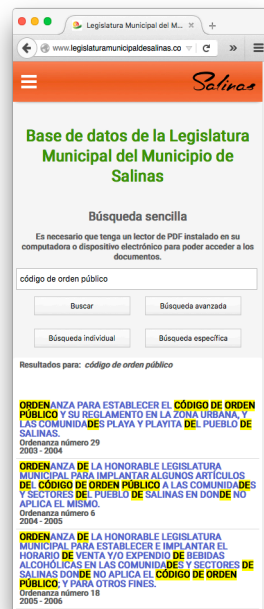 Legislatura Municipal del M...
www.legislaturamunicipaldesalinas.co
Salinas
Base de datos de la Legislatura
Municipal del Municipio de
Salinas
Búsqueda sencilla
Es necesario que tenga un lector de PDF instalado en su
computadora o dispositivo electrónico para poder acceder a los
documentos.
código de orden público
Buscar Búsqueda avanzada
Búsqueda individual Búsqueda específica
Resultados para: código de orden público
ORDENANZA PARA ESTABLECER EL CÓDIGO DE ORDEN
PÚBLICO Y SU REGLAMENTO EN LA ZONA URBANA, Y
LAS COMUNIDADES PLAYA Y PLAYITA DEL PUEBLO DE
SALINAS.
Ordenanza número 29
2003 - 2004
ORDENANZA DE LA HONORABLE LEGISLATURA
MUNICIPAL PARA IMPLANTAR ALGUNOS ARTÍCULOS
DEL CÓDIGO DE ORDEN PÚBLICO A LAS COMUNIDADES
Y SECTORES DEL PUEBLO DE SALINAS EN DONDE NO
APLICA EL MISMO.
Ordenanza número 6
2004 - 2005
ORDENANZA DE LA HONORABLE LEGISLATURA
MUNICIPAL PARA ESTABLECER E IMPLANTAR EL
HORARIO DE VENTA Y/O EXPENDIO DE BEBIDAS
ALCOHÓLICAS EN LAS COMUNIDADES Y SECTORES DE
SALINAS DONDE NO APLICA EL CÓDIGO DE ORDEN
PÚBLICO; Y PARA OTROS FINES.
Ordenanza número 18
2005 - 2006